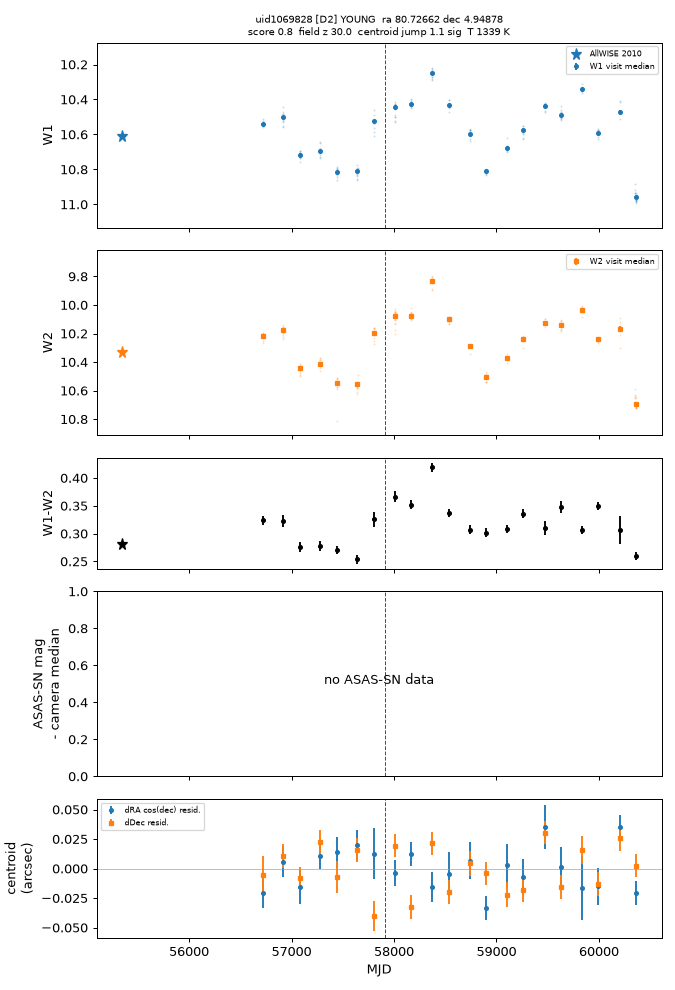 uid1069828 [D2] YOUNG  ra 80.72662 dec 4.94878
score 0.8  field z 30.0  centroid jump 1.1 sig  T 1339 K
W1
10.2
10.4
10.6
10.8
11.0
AllWISE 2010
W1 visit median
W2
9.8
10.0
10.2
10.4
10.6
10.8
W2 visit median
W1-W2
0.40
0.35
0.30
0.25
ASAS-SN mag
- camera median
1.0
0.8
0.6
0.4
0.2
0.0
no ASAS-SN data
centroid
(arcsec)
0.050
0.025
0.000
−0.025
−0.050
dRA cos(dec) resid.
dDec resid.
56000
57000
58000
59000
60000
MJD